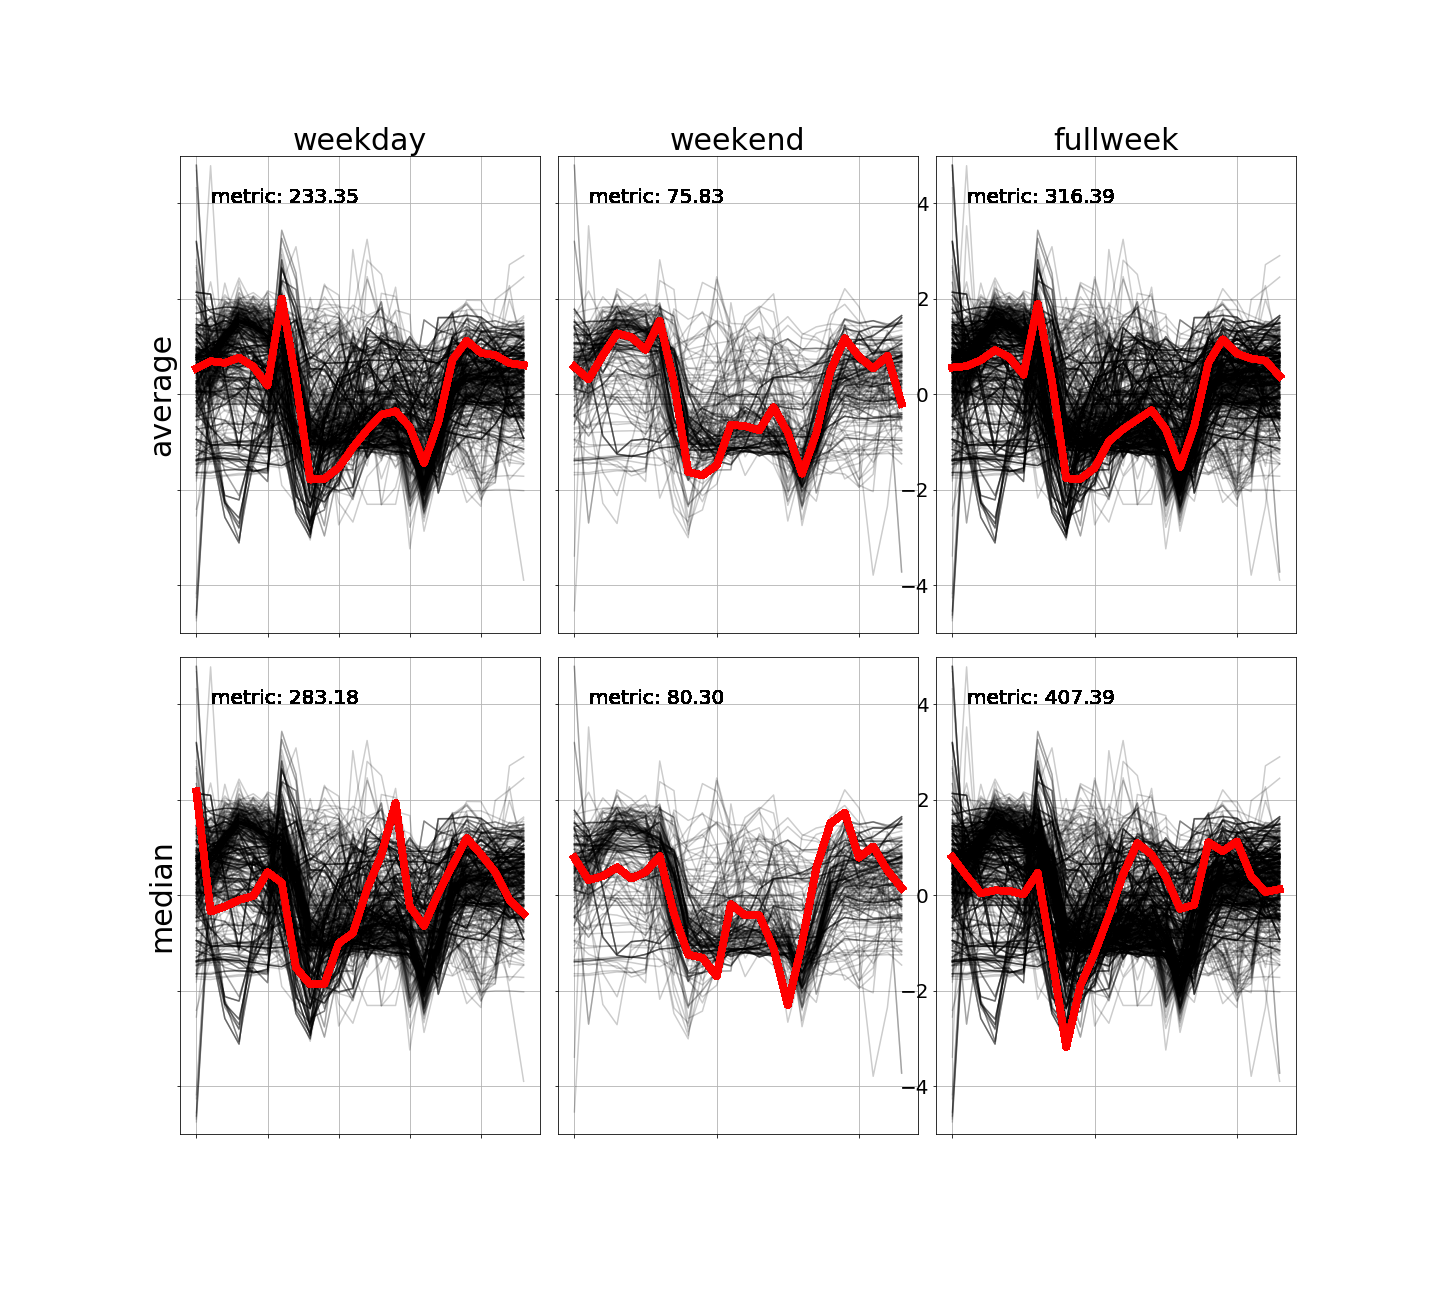 weekday
weekend
fullweek
metric: 233.35
metric: 75.83
metric: 316.39
4
2
0
−2
−4
average
metric: 283.18
metric: 80.30
metric: 407.39
4
2
0
−2
−4
median